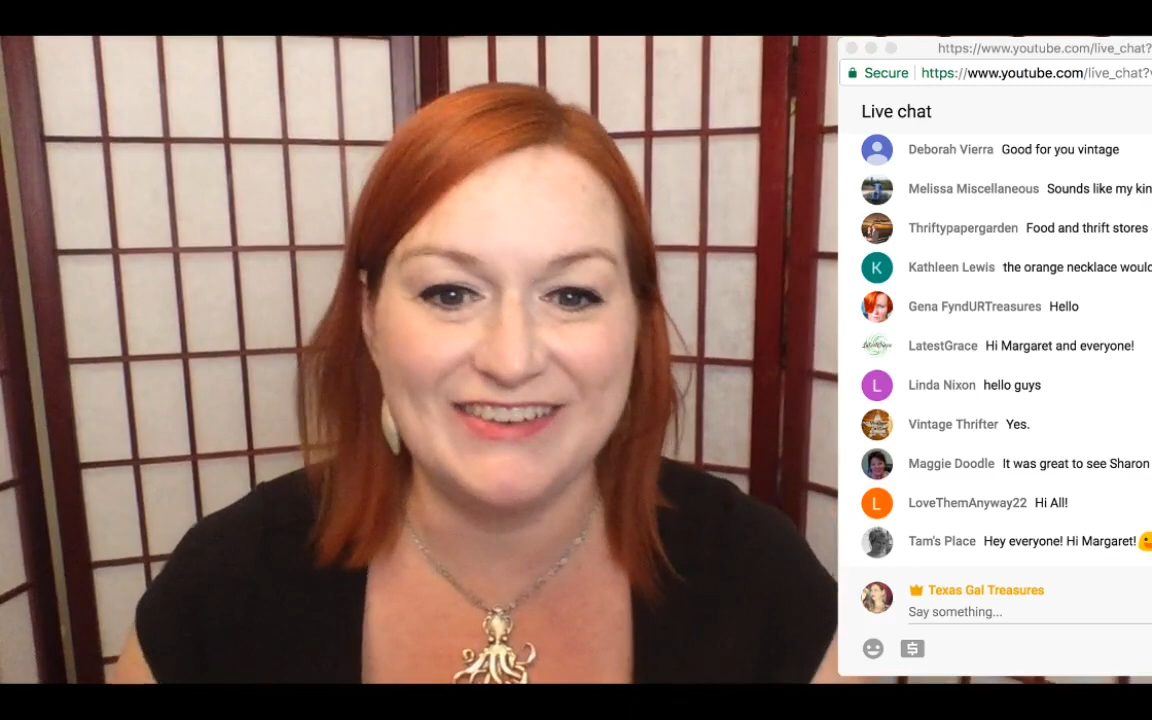 https://www.youtube.com/live_chat?
Secure https://www.youtube.com/live_chat?
Live chat
Deborah Vierra Good for you vintage
Melissa Miscellaneous Sounds like my
Thriftypapergarden Food and thrift stores
K Kathleen Lewis the orange necklace
Gena FyndURTreasures Hello
LatestGrace Hi Margaret and everyone!
L Linda Nixon hello guys
Vintage Thrifter Yes.
Maggie Doodle It was great to see Sharon
L LoveThemAnyway22 Hi All!
Tam's Place Hey everyone! Hi Margaret!
Texas Gal Treasures
Say something...